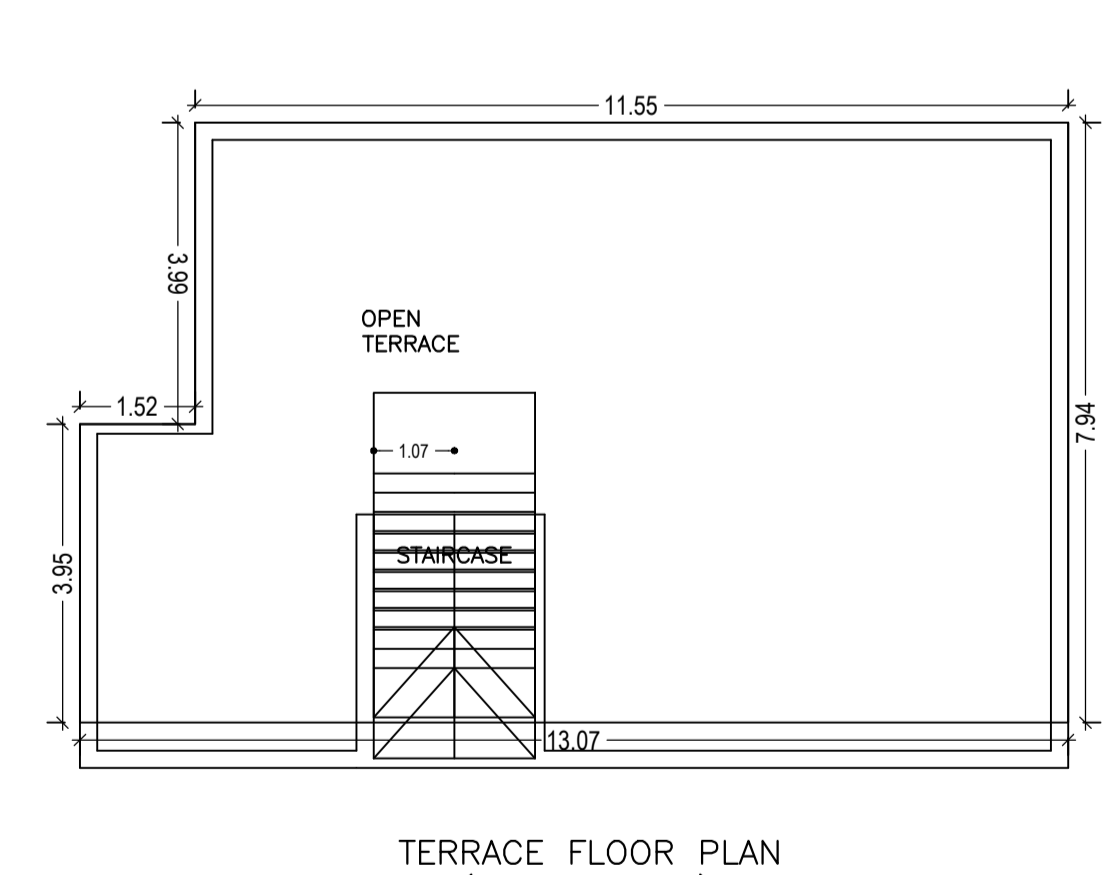 11.55
3.99
OPEN
TERRACE
1.52
7.94
1.07
STAIRCASE
3.95
13.07
TERRACE FLOOR PLAN